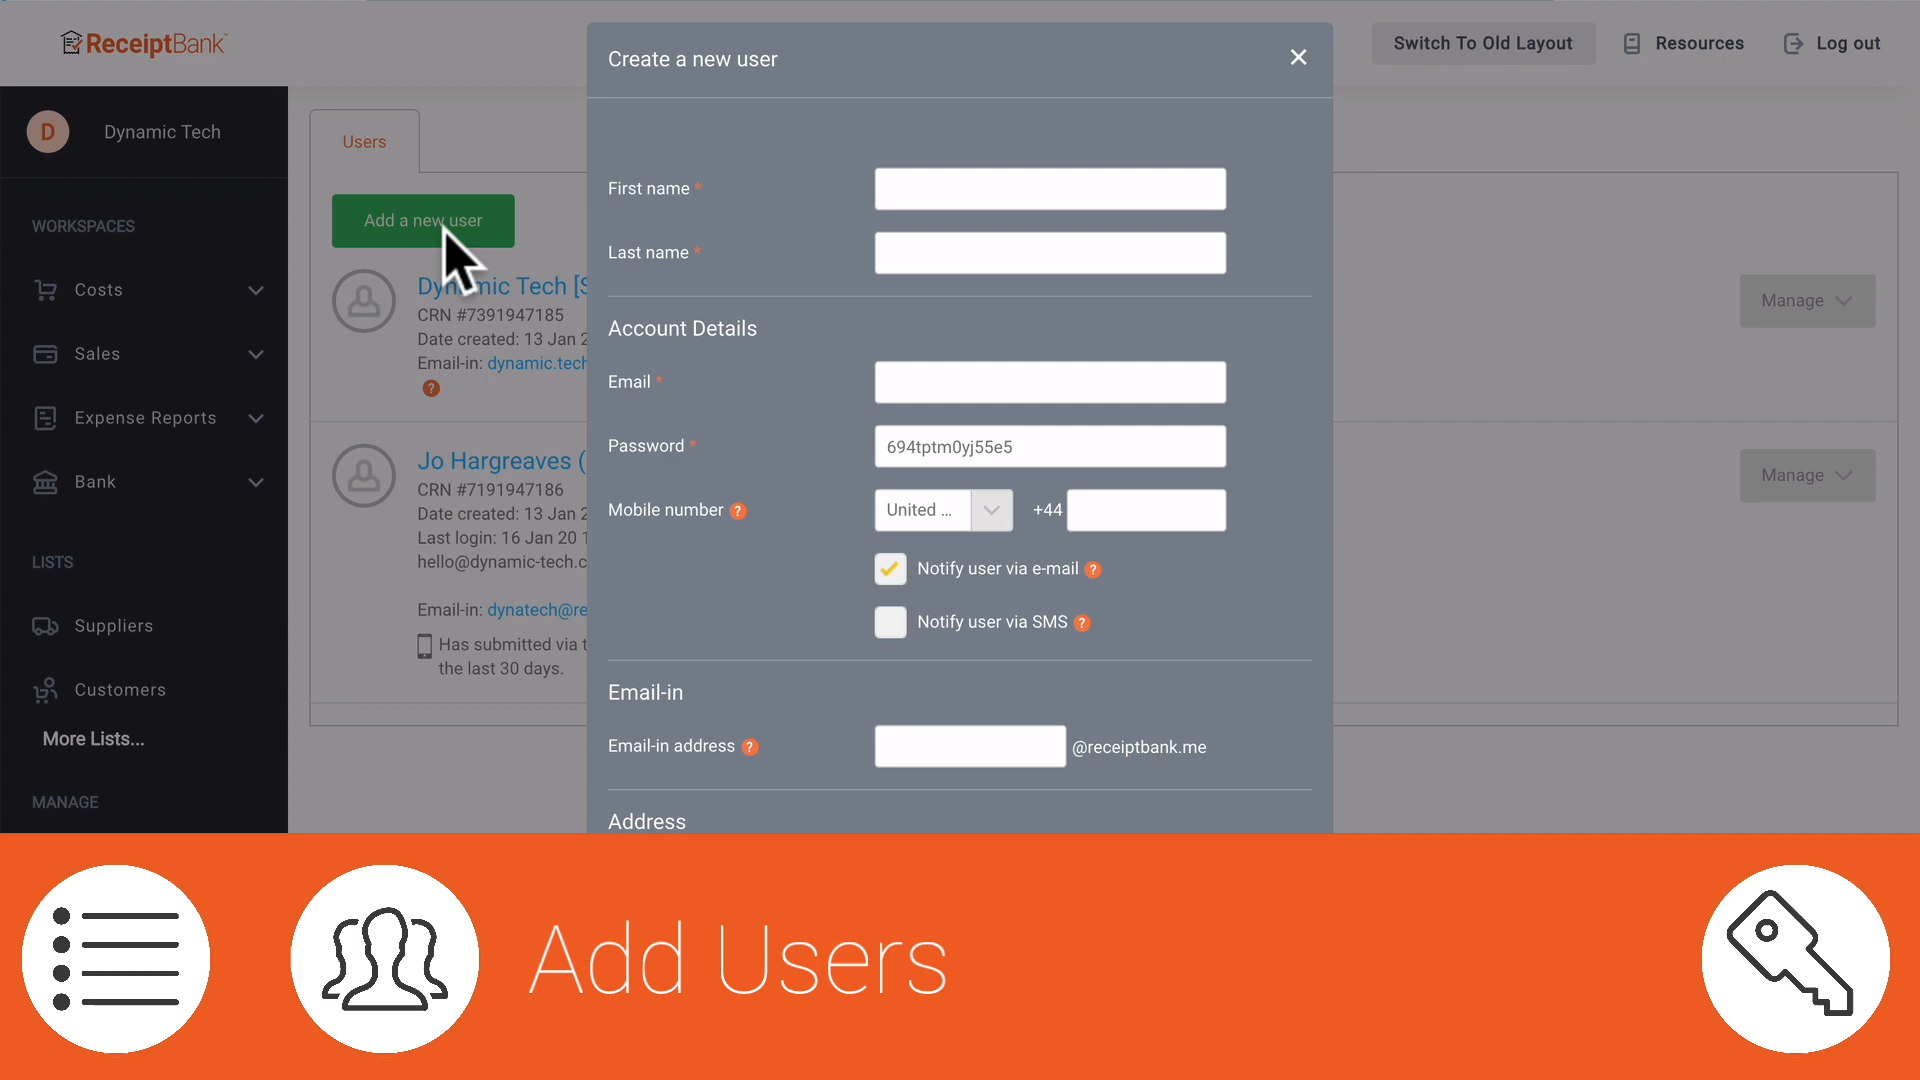 ReceiptBank
Switch To Old Layout
Resources
Log out
Dynamic Tech
WORKSPACES
Costs
Sales
Expense Reports
Bank
LISTS
Suppliers
Customers
More Lists...
MANAGE
Users
Add a new user
Dynamic Tech [S
CRN #7391947185
Date created: 13 Jan 2
Email-in: dynamic.tech
?
Manage
Jo Hargreaves (
CRN #7191947186
Date created: 13 Jan 2
Last login: 16 Jan 20 1
hello@dynamic-tech.c
Email-in: dynatech@re
Has submitted via t
the last 30 days.
Manage
Create a new user
First name *
Last name *
Account Details
Email *
Password * 694tptm0yj55e5
Mobile number ? United ... +44
Notify user via e-mail ?
Notify user via SMS ?
Email-in
Email-in address ? @receiptbank.me
Address
Add Users